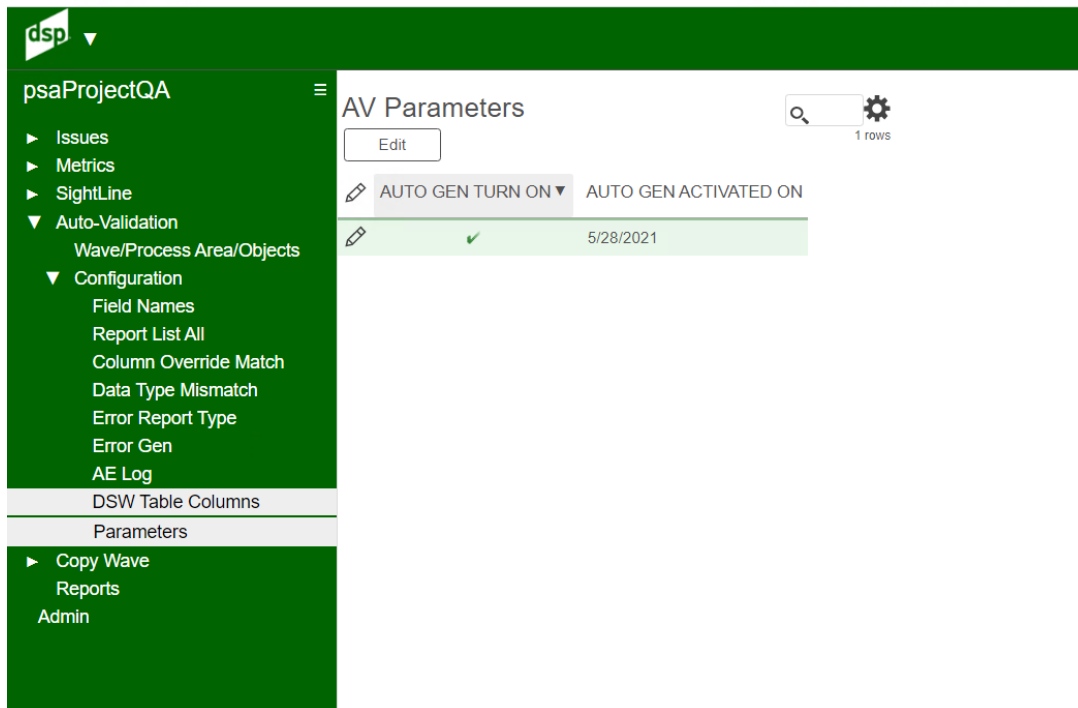 dsp
psaProjectQA
Issues
Metrics
SightLine
Auto-Validation
Wave/Process Area/Objects
Configuration
Field Names
Report List All
Column Override Match
Data Type Mismatch
Error Report Type
Error Gen
AE Log
DSW Table Columns
Parameters
Copy Wave
Reports
Admin
AV Parameters
1 rows
Edit
AUTO GEN TURN ON AUTO GEN ACTIVATED ON
5/28/2021